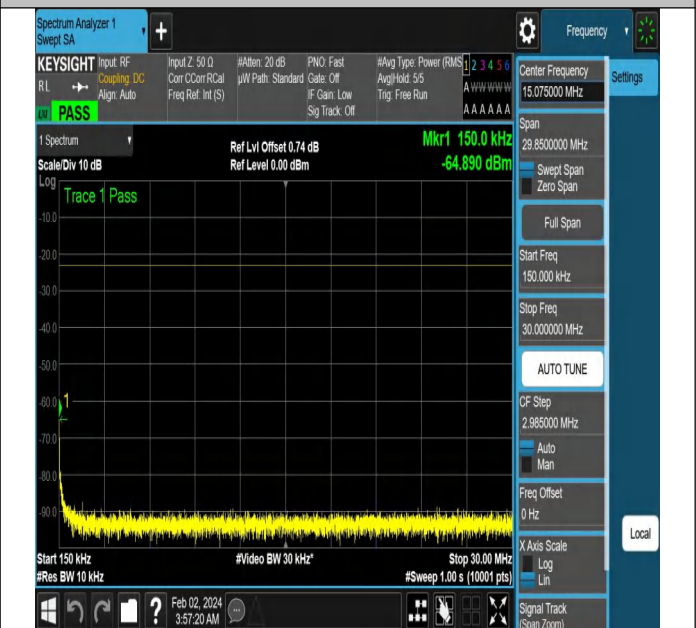 Spectrum Analyzer 1
Swept SA
+
Frequency
KEYSIGHT
RL
Input: RF
Coupling: DC
Align: Auto
Input Z: 50 Ω
Corr CCorr RCal
Freq Ref: Int (S)
#Atten: 20 dB
µW Path: Standard
PNO: Fast
Gate: Off
IF Gain: Low
Sig Track: Off
#Avg Type: Power (RMS
Avg|Hold: 5/5
Trig: Free Run
1 2 3 4 5 6
A W W W W W
A A A A A A
PASS
1 Spectrum
Scale/Div 10 dB
Ref Lvl Offset 0.74 dB
Ref Level 0.00 dBm
Mkr1 150.0 kHz
-64.890 dBm
Log
Trace 1 Pass
-10.0
-20.0
-30.0
-40.0
-50.0
-60.0
-70.0
-80.0
-90.0
1
Start 150 kHz
#Res BW 10 kHz
#Video BW 30 kHz*
Stop 30.00 MHz
#Sweep 1.00 s (10001 pts)
?
Feb 02, 2024
3:57:20 AM
Center Frequency
15.075000 MHz
Settings
Span
29.8500000 MHz
Swept Span
Zero Span
Full Span
Start Freq
150.000 kHz
Stop Freq
30.000000 MHz
AUTO TUNE
CF Step
2.985000 MHz
Auto
Man
Freq Offset
0 Hz
Local
X Axis Scale
Log
Lin
Signal Track
(Span Zoom)